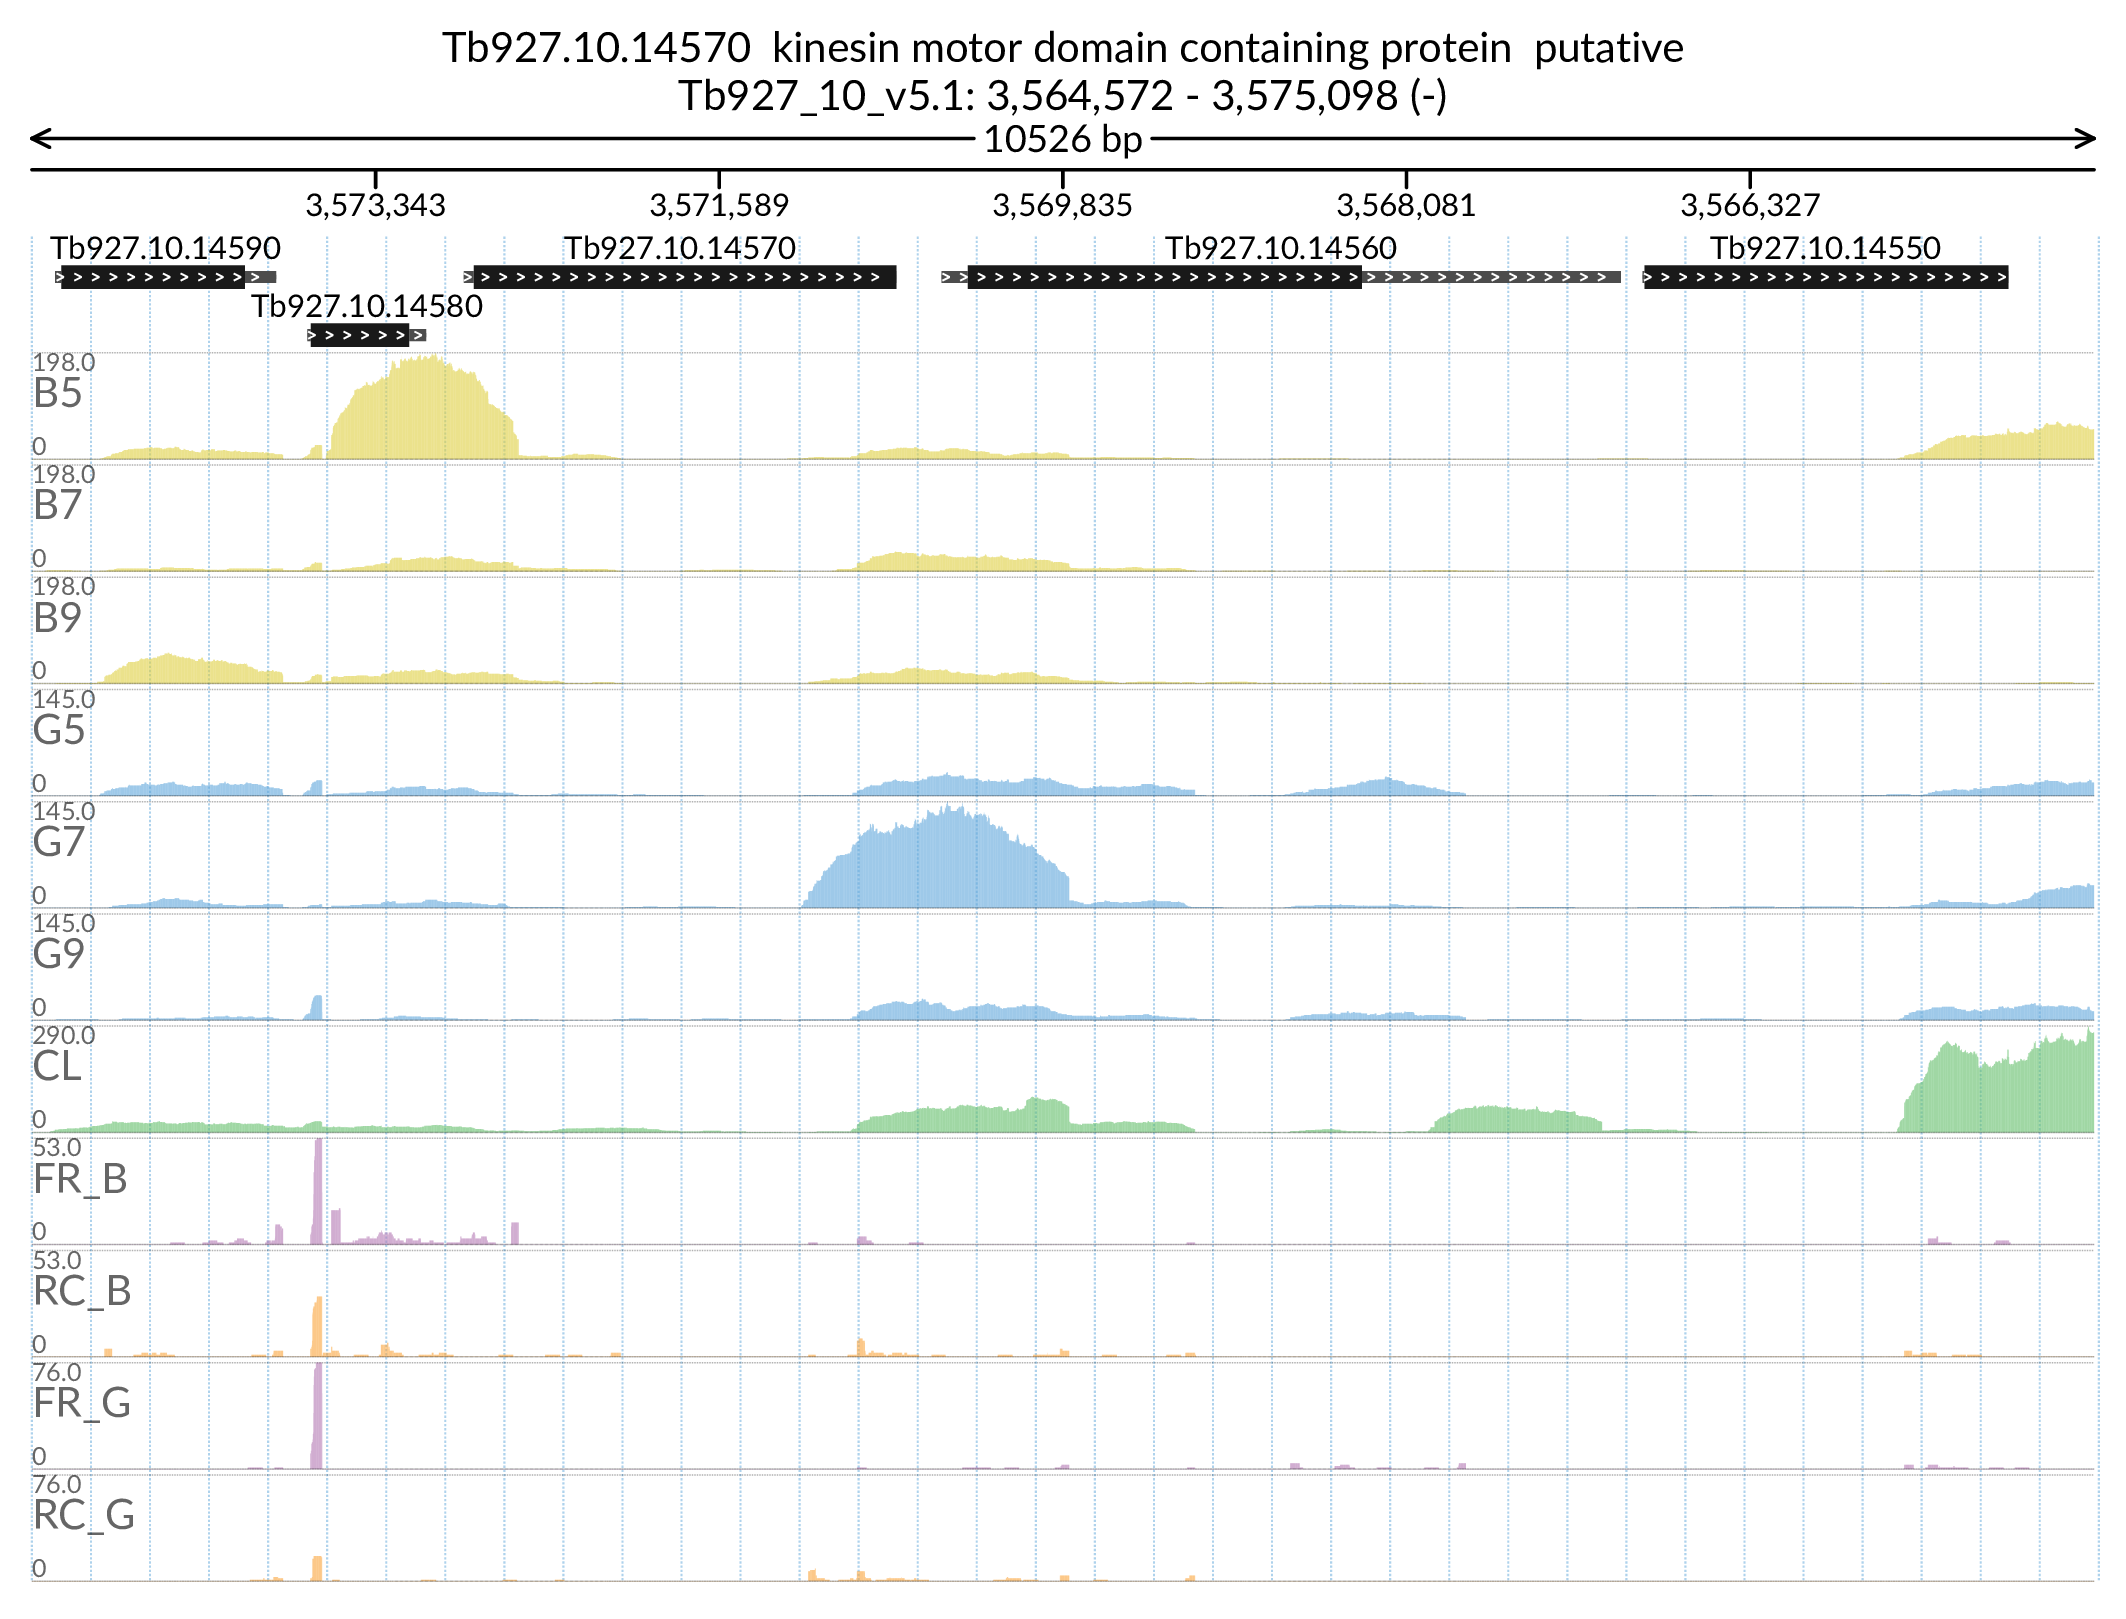 Tb927.10.14570  kinesin motor domain containing protein  putative
Tb927_10_v5.1: 3,564,572 - 3,575,098 (-)
10526 bp
3,573,343 3,571,589 3,569,835 3,568,081 3,566,327
Tb927.10.14590 Tb927.10.14570 Tb927.10.14560 Tb927.10.14550
Tb927.10.14580
198.0
B5
0
198.0
B7
0
198.0
B9
0
145.0
G5
0
145.0
G7
0
145.0
G9
0
290.0
CL
0
53.0
FR_B
0
53.0
RC_B
0
76.0
FR_G
0
76.0
RC_G
0